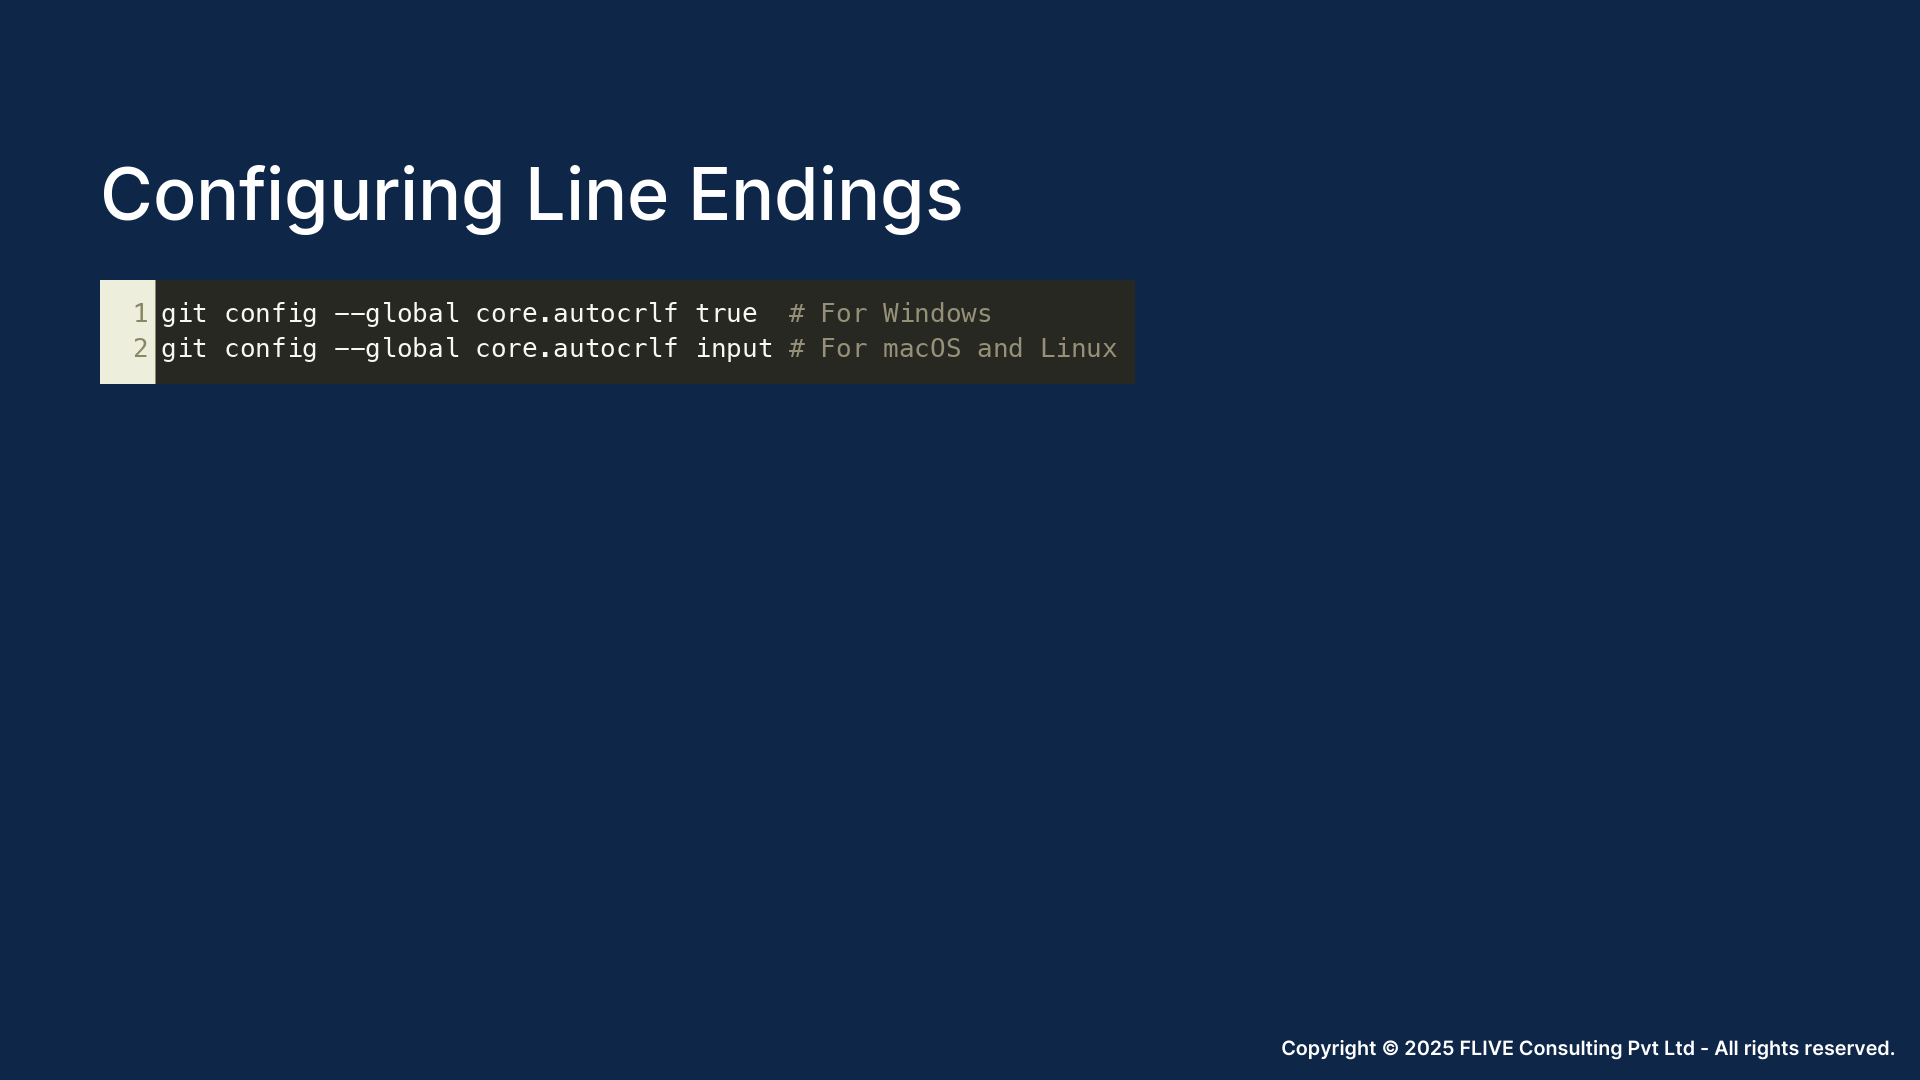 Configuring Line Endings
1 git config --global core.autocrlf true  # For Windows
2 git config --global core.autocrlf input # For macOS and Linux
Copyright © 2025 FLIVE Consulting Pvt Ltd - All rights reserved.